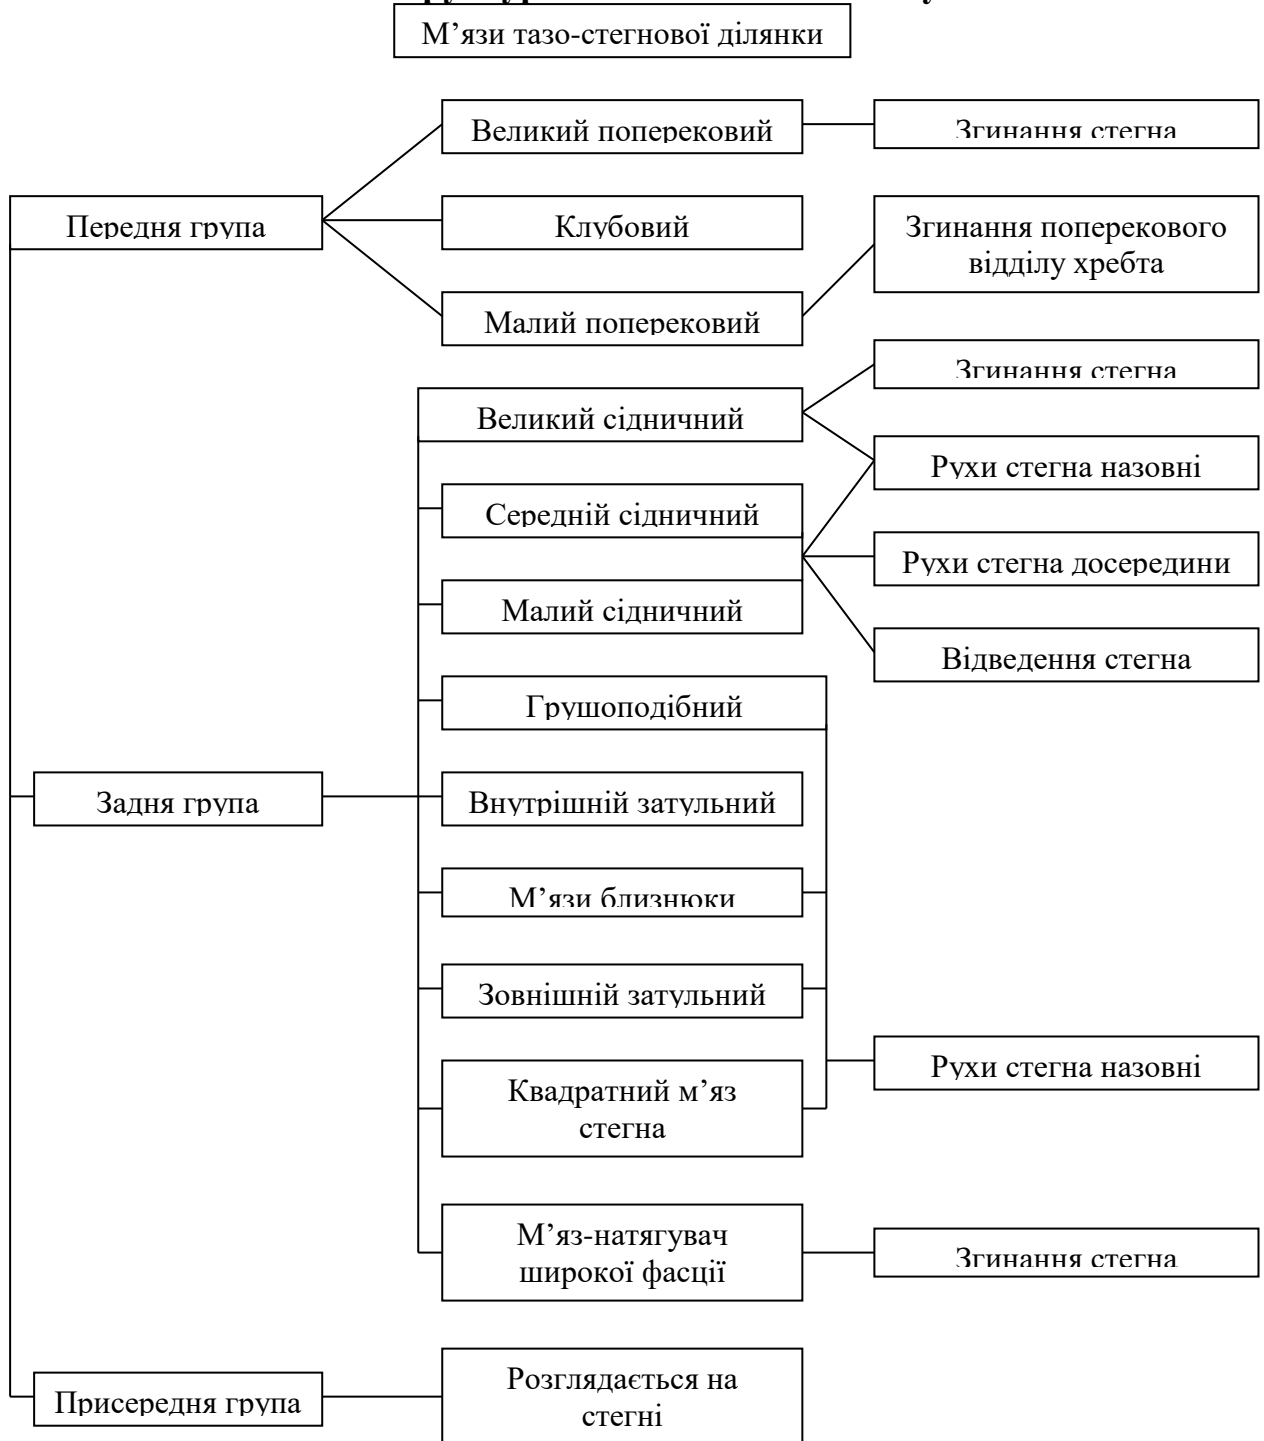 М’язи тазо-стегнової ділянки
Великий поперековий
Згинання стегна
Передня група
Клубовий
Згинання поперекового
відділу хребта
Малий поперековий
Згинання стегна
Великий сідничний
Рухи стегна назовні
Середній сідничний
Рухи стегна досередини
Малий сідничний
Відведення стегна
Грушоподібний
Задня група
Внутрішній затульний
М’язи близнюки
Зовнішній затульний
Рухи стегна назовні
Квадратний м’яз
стегна
М’яз-натягувач
широкої фасції
Згинання стегна
Присередня група
Розглядається на
стегні